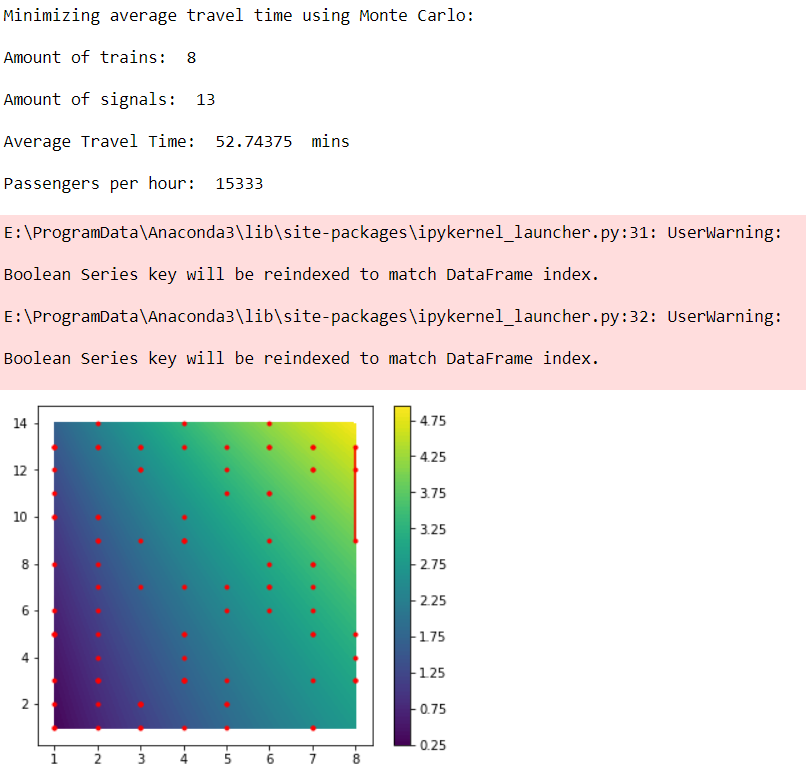 Minimizing average travel time using Monte Carlo:
Amount of trains:  8
Amount of signals:  13
Average Travel Time:  52.74375  mins
Passengers per hour:  15333
E:\ProgramData\Anaconda3\lib\site-packages\ipykernel_launcher.py:31: UserWarning:
Boolean Series key will be reindexed to match DataFrame index.
E:\ProgramData\Anaconda3\lib\site-packages\ipykernel_launcher.py:32: UserWarning:
Boolean Series key will be reindexed to match DataFrame index.
14
12
10
8
6
4
2
1 2 3 4 5 6 7 8
4.75
4.25
3.75
3.25
2.75
2.25
1.75
1.25
0.75
0.25